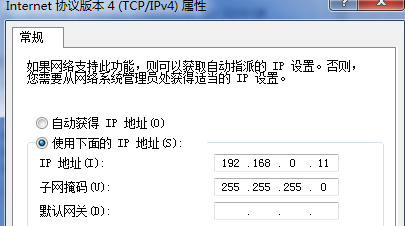 Internet 协议版本 4 (TCP/IPv4) 属性
常规
如果网络支持此功能，则可以获取自动指派的 IP 设置。否则，
您需要从网络系统管理员处获得适当的 IP 设置。
自动获得 IP 地址(O)
使用下面的 IP 地址(S):
IP 地址(I): 192 .168 . 0 . 11
子网掩码(U): 255 .255 .255 . 0
默认网关(D): . . .